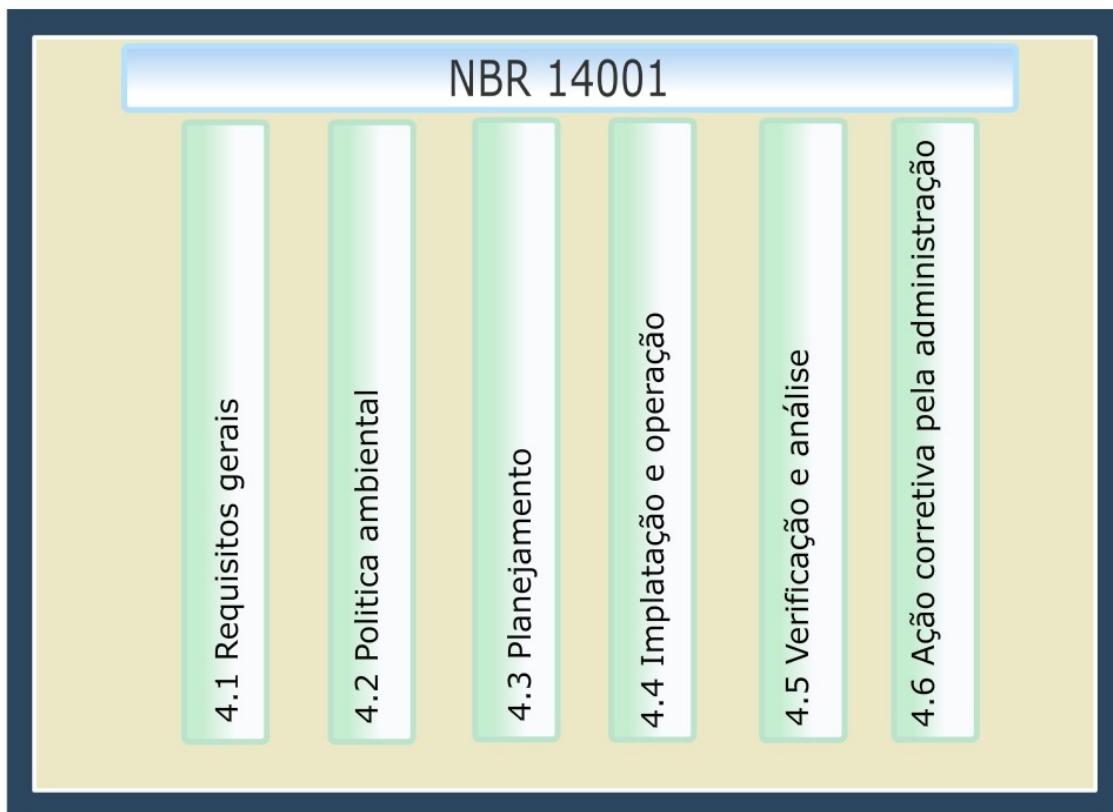 NBR 14001
4.1 Requisitos gerais
4.2 Politica ambiental
4.3 Planejamento
4.4 Implatação e operação
4.5 Verificação e análise
4.6 Ação corretiva pela administração